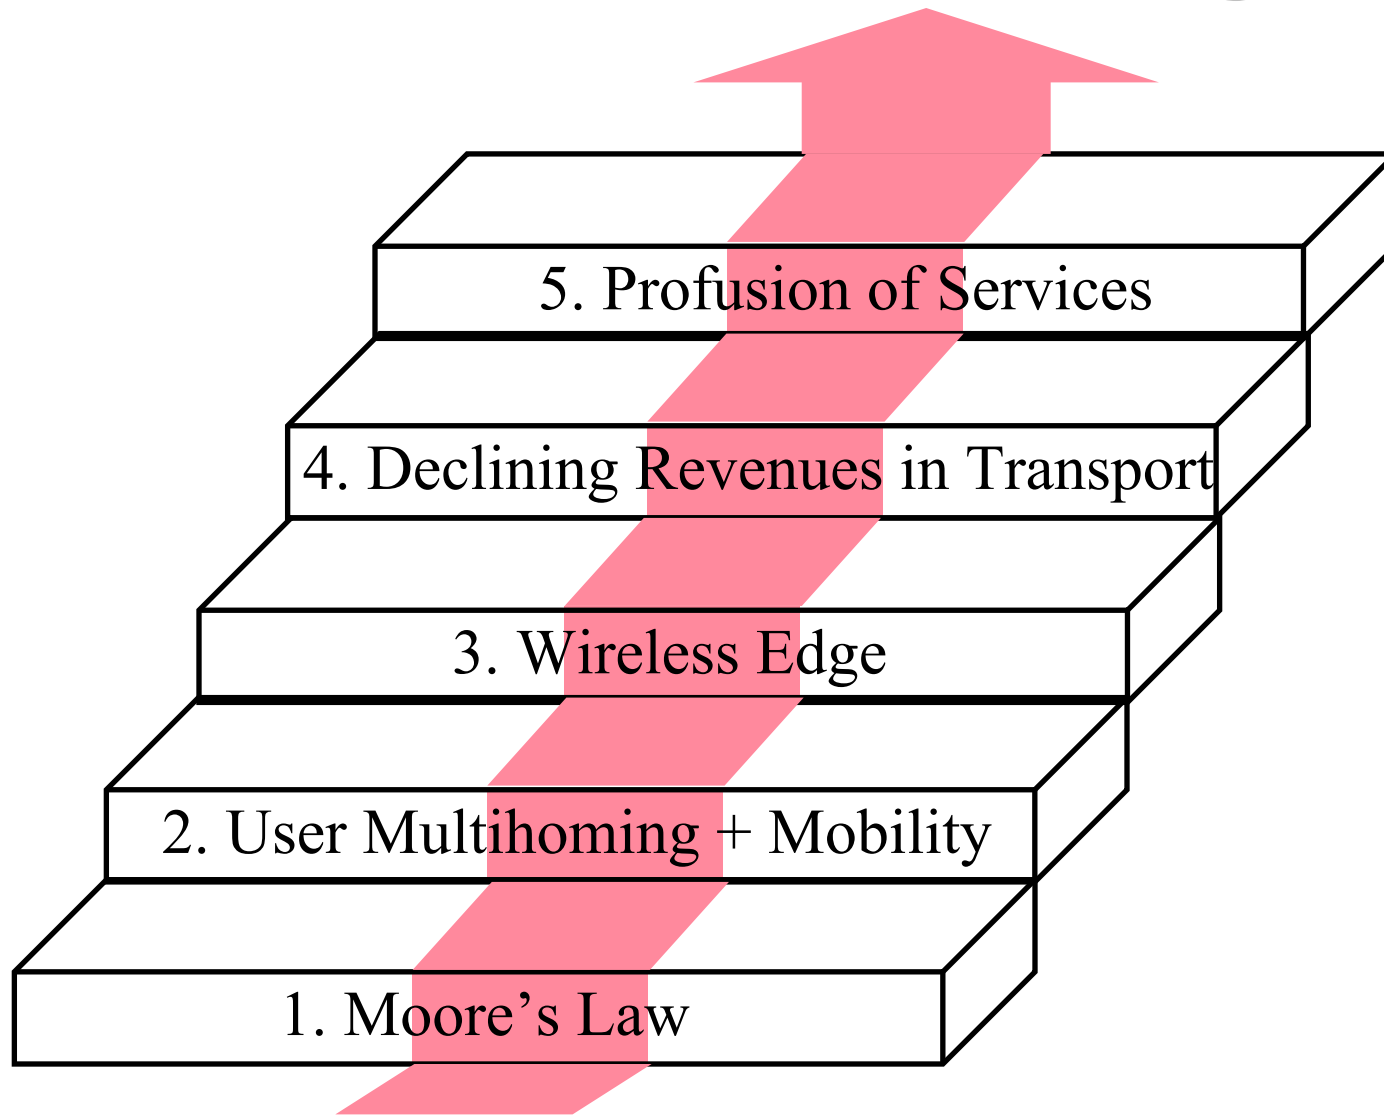 5. Profusion of Services
4. Declining Revenues in Transport
3. Wireless Edge
2. User Multihoming + Mobility
1. Moore’s Law